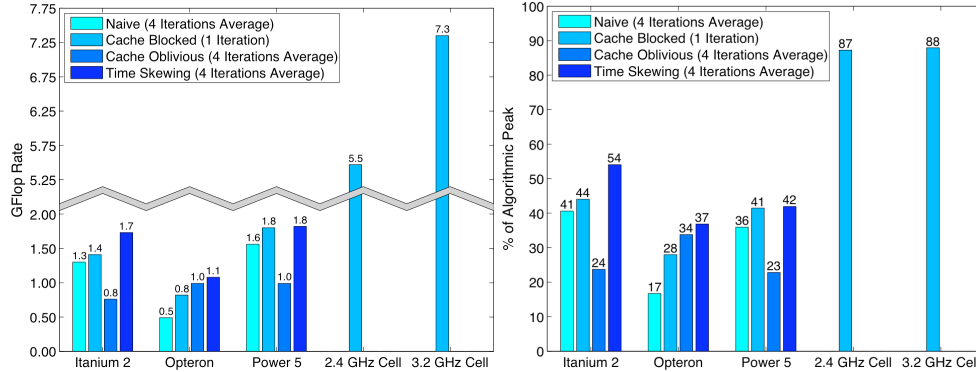 GFlop Rate
7.75
7.25
6.75
6.25
5.75
5.25
2.00
1.50
1.00
0.50
0.00
Naive (4 Iterations Average)
Cache Blocked (1 Iteration)
Cache Oblivious (4 Iterations Average)
Time Skewing (4 Iterations Average)
1.3
1.4
0.8
1.7
0.5
0.8
1.0
1.1
1.6
1.8
1.0
1.8
5.5
7.3
Itanium 2
Opteron
Power 5
2.4 GHz Cell
3.2 GHz Cell
% of Algorithmic Peak
100
90
80
70
60
50
40
30
20
10
0
Naive (4 Iterations Average)
Cache Blocked (1 Iteration)
Cache Oblivious (4 Iterations Average)
Time Skewing (4 Iterations Average)
41
44
24
54
17
28
34
37
36
41
23
42
87
88
Itanium 2
Opteron
Power 5
2.4 GHz Cell
3.2 GHz Cell